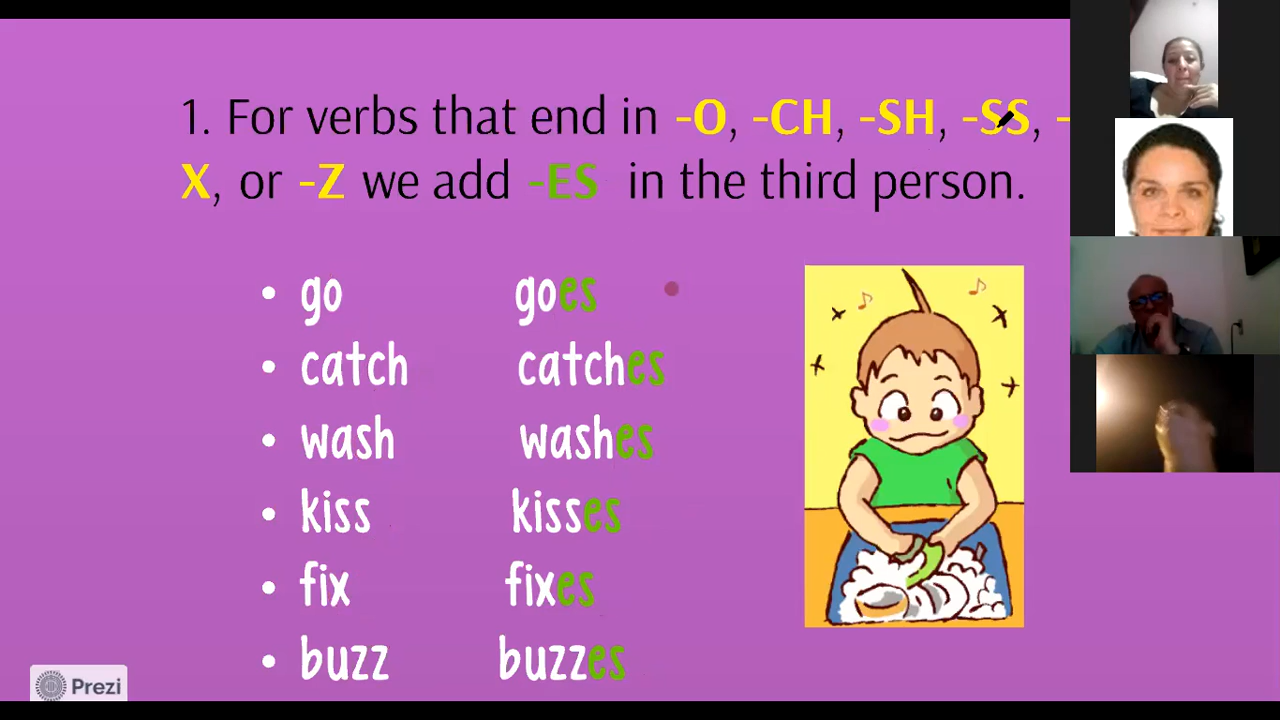 1. For verbs that end in -O, -CH, -SH, -SS, -
X, or -Z we add -ES in the third person.
• go goes
• catch catches
• wash washes
• kiss kisses
• fix fixes
• buzz buzzes
Prezi